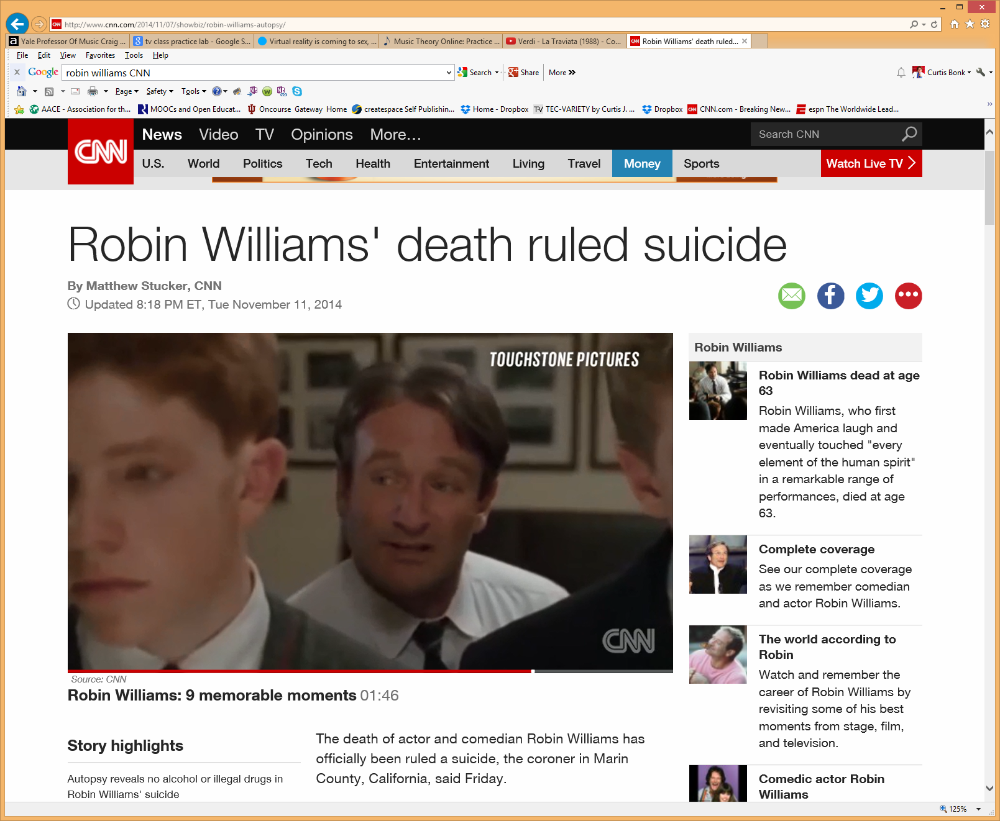 http://www.cnn.com/2014/11/07/showbiz/robin-williams-autopsy/
Yale Professor Of Music Craig ...
tv class practice lab - Google S...
Virtual reality is coming to sex, ...
Music Theory Online: Practice ...
Verdi - La Traviata (1988) - Co...
Robin Williams' death ruled...
File Edit View Favorites Tools Help
x Google robin williams CNN Search Share More »
Curtis Bonk
Page Safety Tools
AACE - Association for th...
MOOCs and Open Educat...
Oncourse Gateway Home
createspace Self Publishin...
Home - Dropbox
TEC-VARIETY by Curtis J. ...
Dropbox
CNN.com - Breaking New...
espn The Worldwide Lead...
CNN
News Video TV Opinions More...
Search CNN
U.S. World Politics Tech Health Entertainment Living Travel Money Sports
Watch Live TV
Robin Williams' death ruled suicide
By Matthew Stucker, CNN
Updated 8:18 PM ET, Tue November 11, 2014
TOUCHSTONE PICTURES
CNN
Source: CNN
Robin Williams: 9 memorable moments 01:46
Story highlights
Autopsy reveals no alcohol or illegal drugs in
Robin Williams' suicide
The death of actor and comedian Robin Williams has
officially been ruled a suicide, the coroner in Marin
County, California, said Friday.
Robin Williams
Robin Williams dead at age
63
Robin Williams, who first
made America laugh and
eventually touched "every
element of the human spirit"
in a remarkable range of
performances, died at age
63.
Complete coverage
See our complete coverage
as we remember comedian
and actor Robin Williams.
The world according to
Robin
Watch and remember the
career of Robin Williams by
revisiting some of his best
moments from stage, film,
and television.
Comedic actor Robin
Williams
125%